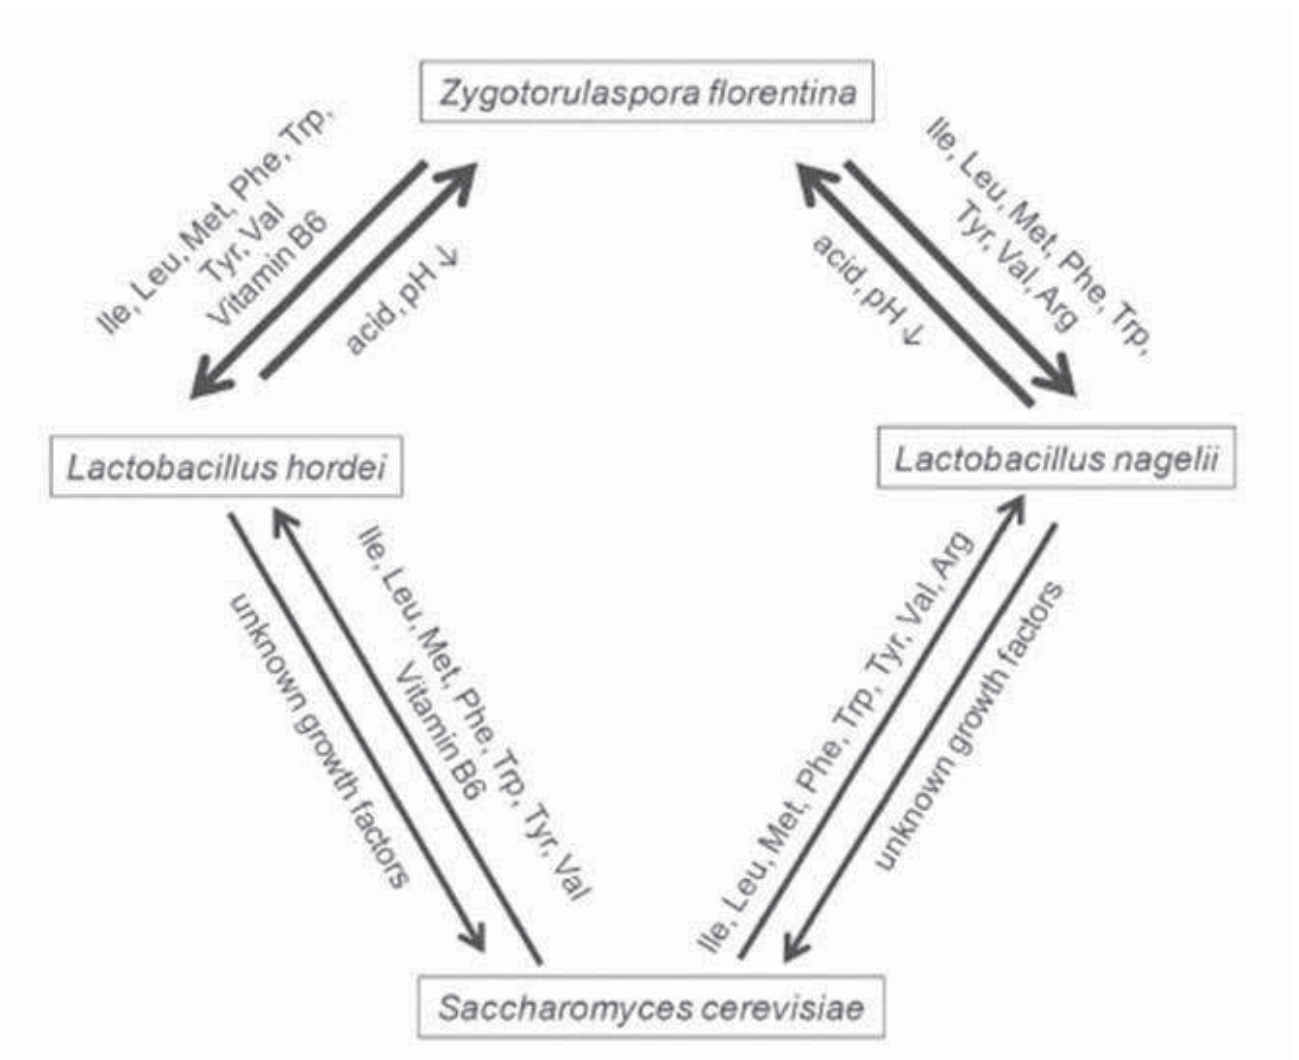 Zygotorulaspora florentina
Ile, Leu, Met, Phe, Trp,
Tyr, Val
Vitamin B6
acid, pH ↓
acid, pH ↓
Ile, Leu, Met, Phe, Trp,
Tyr, Val, Arg
Lactobacillus hordei
Lactobacillus nagelii
unknown growth factors
Ile, Leu, Met, Phe, Trp, Tyr, Val
Vitamin B6
Ile, Leu, Met, Phe, Trp, Tyr, Val, Arg
unknown growth factors
Saccharomyces cerevisiae